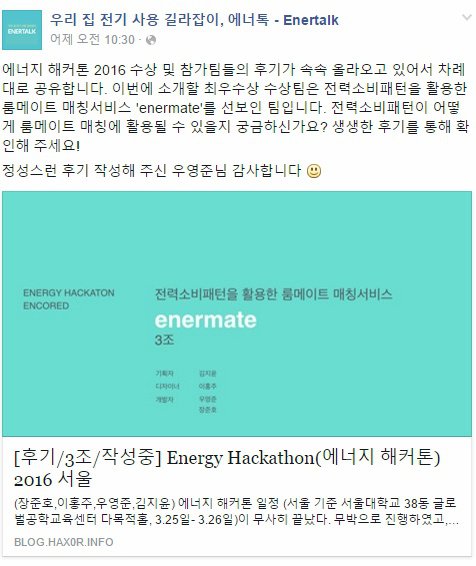 ENERTALK
우리 집 전기 사용 길라잡이, 에너톡 - Enertalk
어제 오전 10:30 ·
에너지 해커톤 2016 수상 및 참가팀들의 후기가 속속 올라오고 있어서 차례
대로 공유합니다. 이번에 소개할 최우수상 수상팀은 전력소비패턴을 활용한
룸메이트 매칭서비스 'enermate'를 선보인 팀입니다. 전력소비패턴이 어떻
게 룸메이트 매칭에 활용될 수 있을지 궁금하신가요? 생생한 후기를 통해 확
인해 주세요!
정성스런 후기 작성해 주신 우영준님 감사합니다
ENERGY HACKATON
ENCORED
전력소비패턴을 활용한 룸메이트 매칭서비스
enermate
3조
기획자 김지윤
디자이너 이홍주
개발자 우영준
장준호
[후기/3조/작성중] Energy Hackathon(에너지 해커톤)
2016 서울
(장준호,이홍주,우영준,김지윤) 에너지 해커톤 일정 (서울 기준 서울대학교 38동 글로
벌공학교육센터 다목적홀, 3.25일- 3.26일)이 무사히 끝났다. 무박으로 진행하였고,...
BLOG.HAX0R.INFO